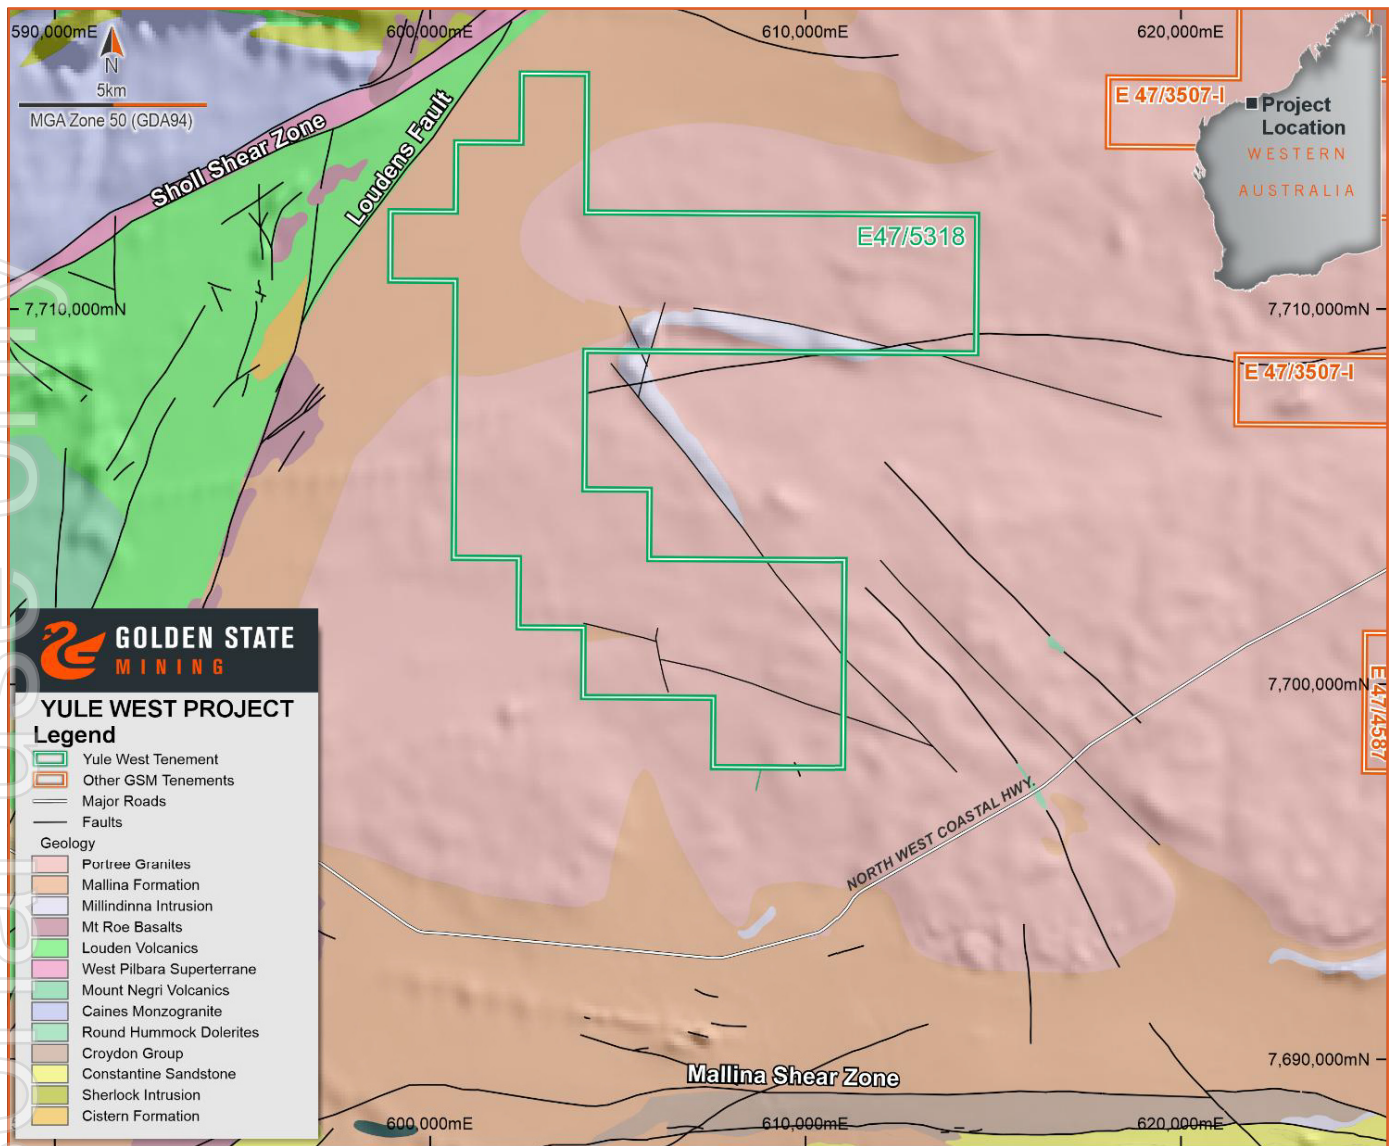 590,000mE
600,000mE
610,000mE
620,000mE
N
5km
MGA Zone 50 (GDA94)
Sholl Shear Zone
Loudens Fault
E 47/3507-I
Project
Location
WESTERN
AUSTRALIA
E47/5318
7,710,000mN
7,710,000mN
E 47/3507-I
7,700,000mN
E 47/4587
NORTH WEST COASTAL HWY.
7,690,000mN
Mallina Shear Zone
600,000mE
610,000mE
620,000mE
GOLDEN STATE
MINING
YULE WEST PROJECT
Legend
Yule West Tenement
Other GSM Tenements
Major Roads
Faults
Geology
Portree Granites
Mallina Formation
Millindinna Intrusion
Mt Roe Basalts
Louden Volcanics
West Pilbara Superterrane
Mount Negri Volcanics
Caines Monzogranite
Round Hummock Dolerites
Croydon Group
Constantine Sandstone
Sherlock Intrusion
Cistern Formation